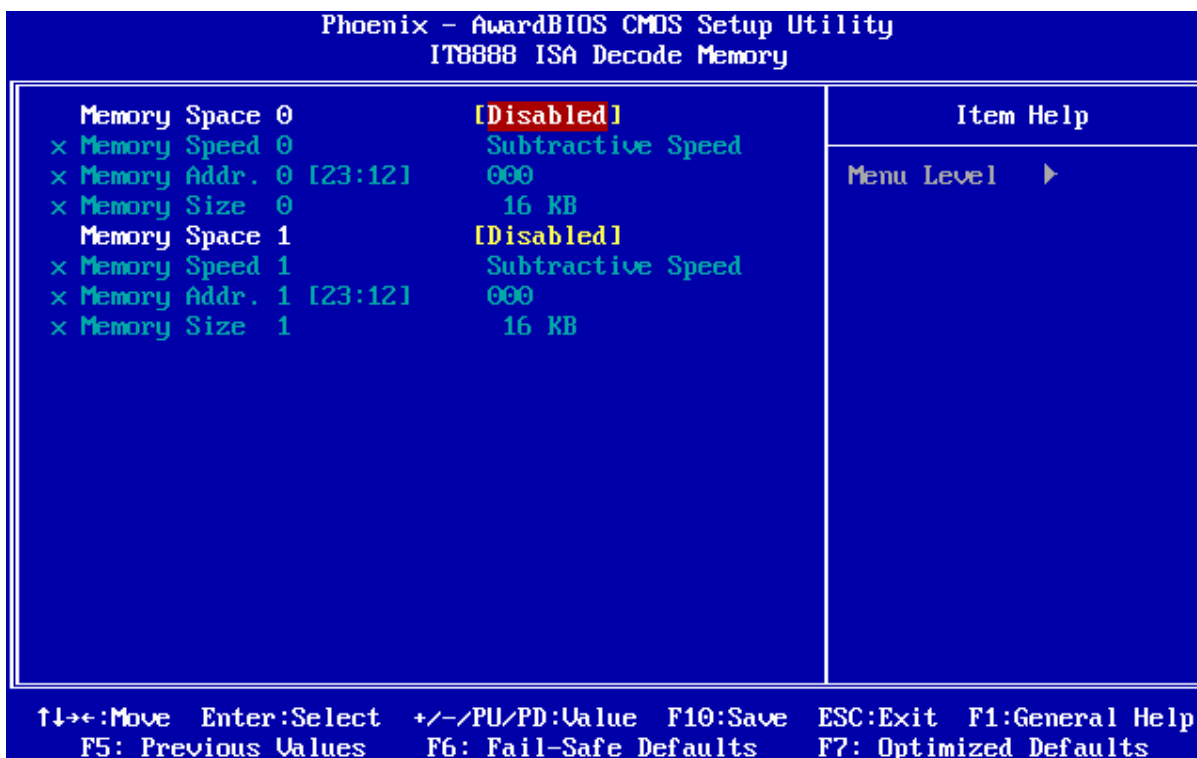 Phoenix - AwardBIOS CMOS Setup Utility
IT8888 ISA Decode Memory
Memory Space 0 [Disabled]
x Memory Speed 0 Subtractive Speed
x Memory Addr. 0 [23:12] 000
x Memory Size 0 16 KB
Memory Space 1 [Disabled]
x Memory Speed 1 Subtractive Speed
x Memory Addr. 1 [23:12] 000
x Memory Size 1 16 KB
Item Help
Menu Level ▶
↑↓→←:Move Enter:Select +/-/PU/PD:Value F10:Save ESC:Exit F1:General Help
F5: Previous Values F6: Fail-Safe Defaults F7: Optimized Defaults